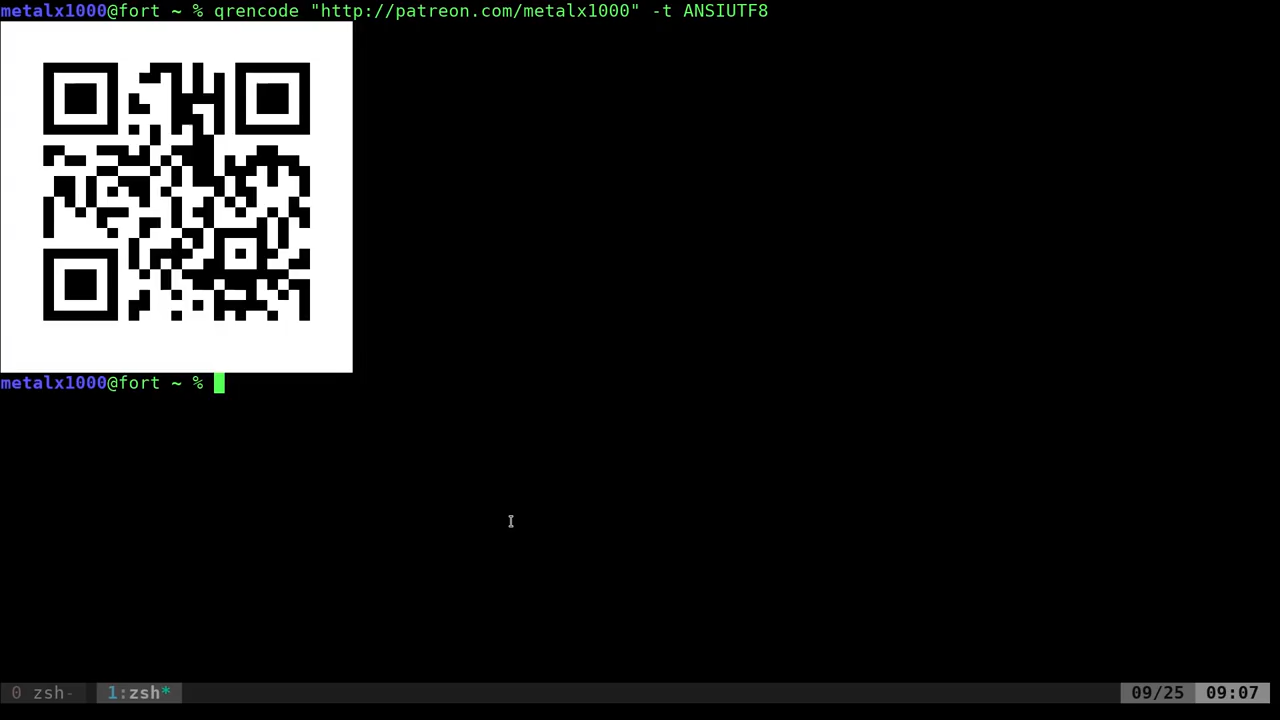 metalx1000@fort ~ % qrencode "http://patreon.com/metalx1000" -t ANSIUTF8
metalx1000@fort ~ %
0 zsh- 1:zsh* 09/25 09:07